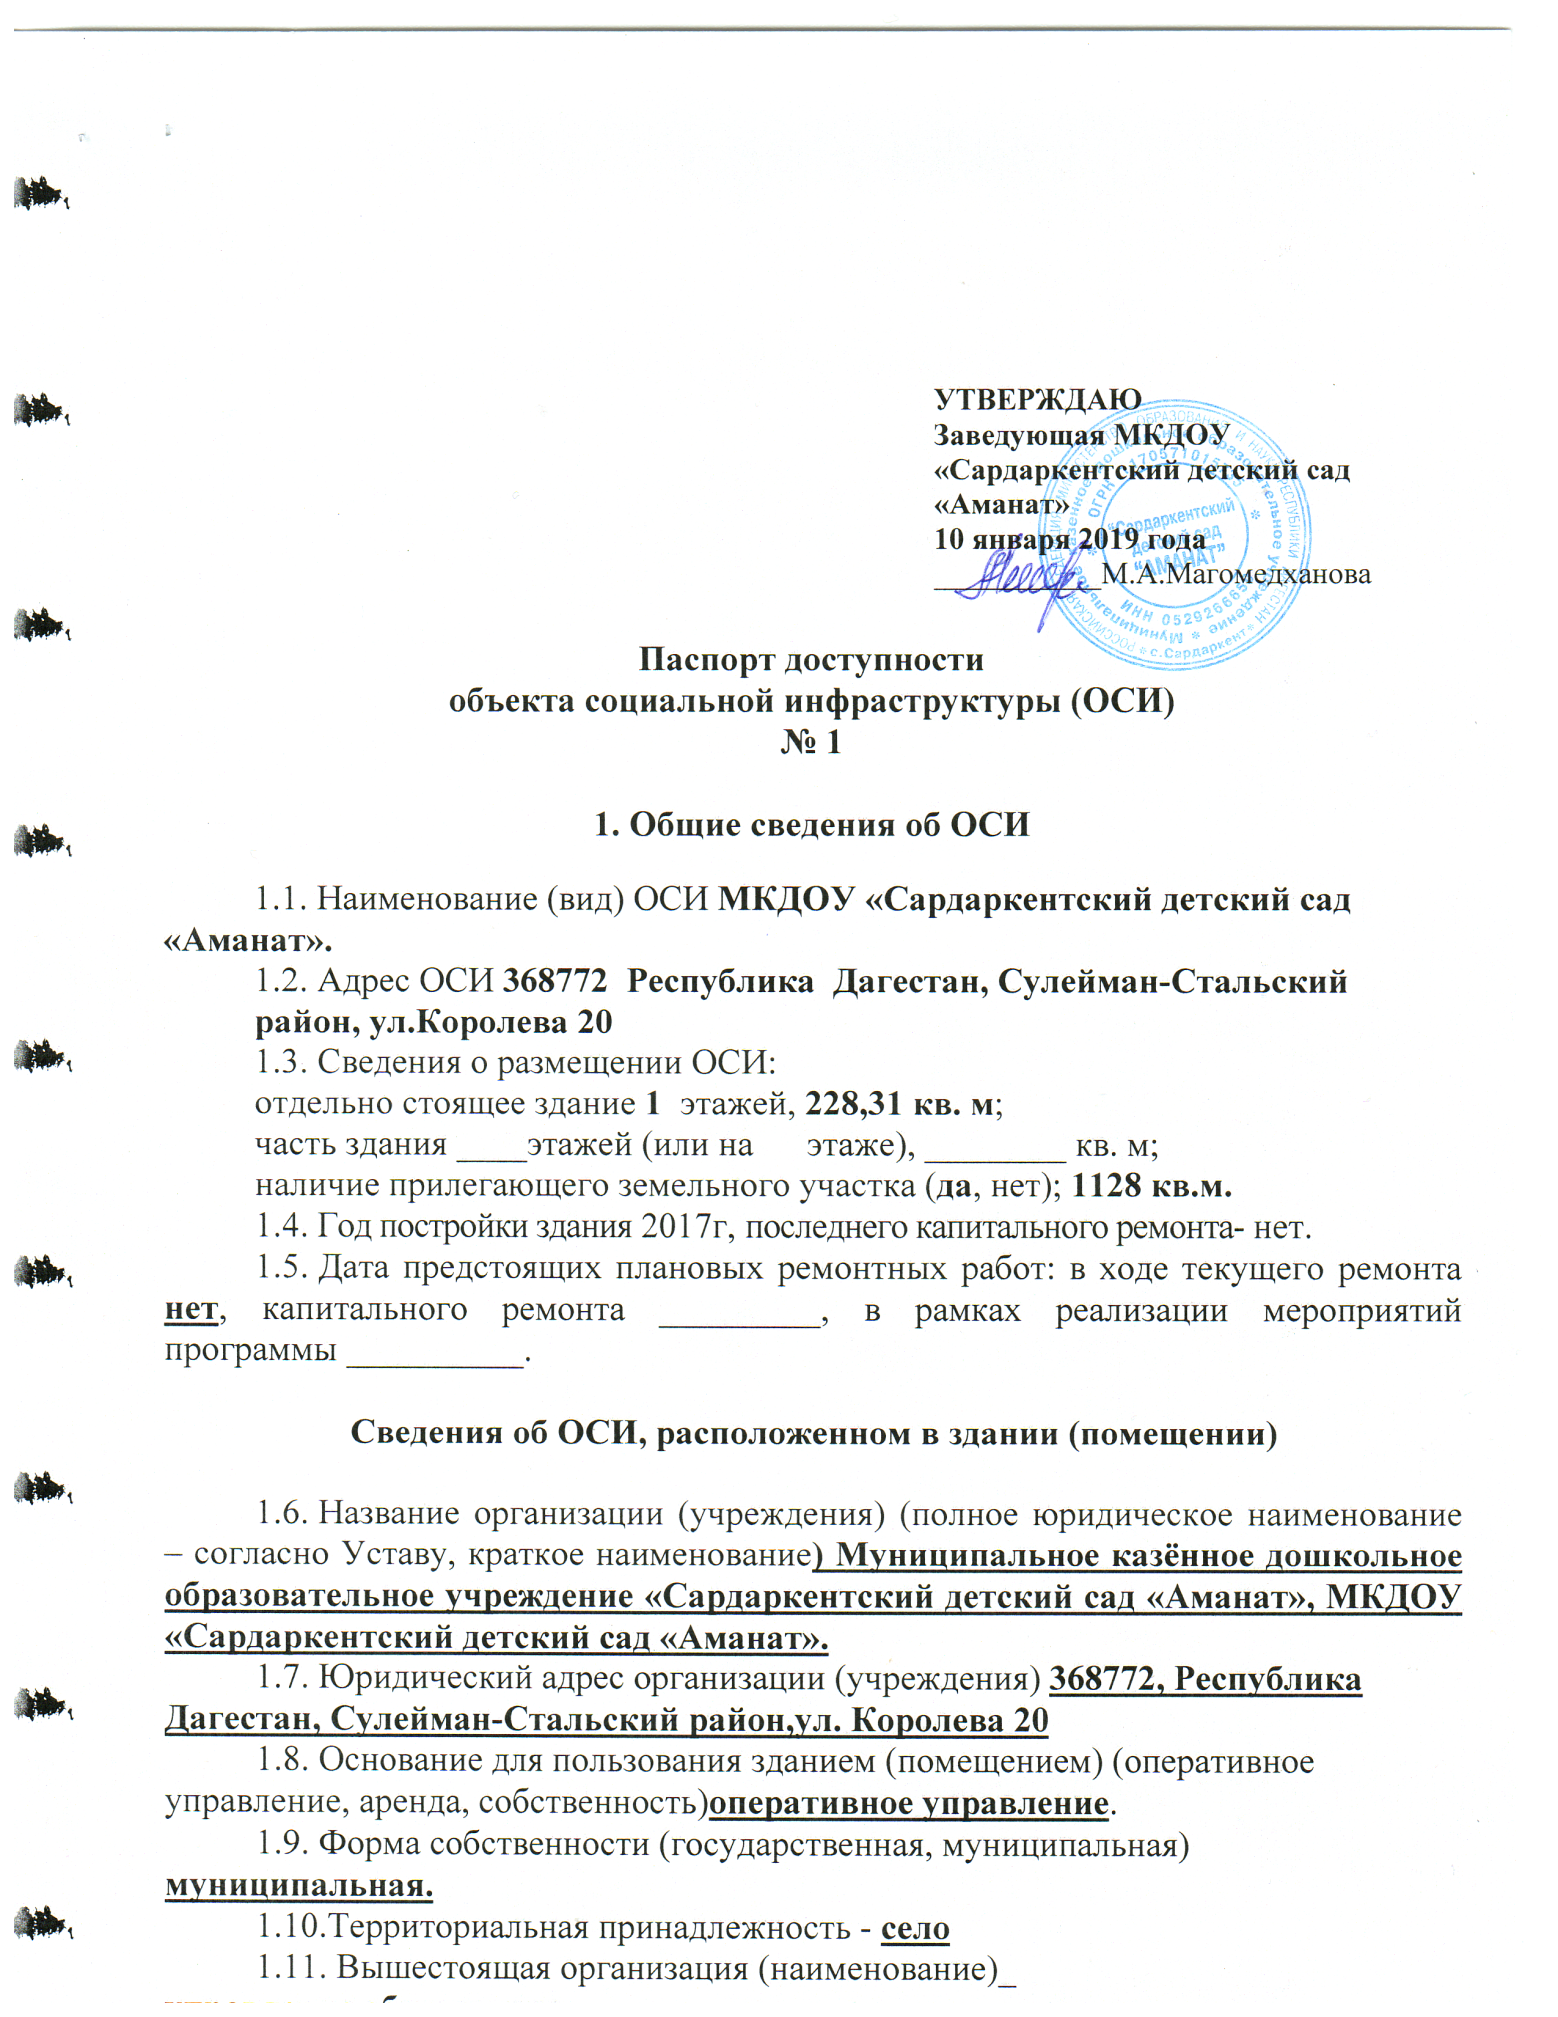 УТВЕРЖДАЮ
Заведующая МКДОУ
«Сардаркентский детский сад
«Аманат»
10 января 2019 года
___________М.А.Магомедханова
"Сардаркентский
детский сад
"АМАНАТ"
с.Сардаркент
Паспорт доступности
объекта социальной инфраструктуры (ОСИ)
№ 1
1. Общие сведения об ОСИ
1.1. Наименование (вид) ОСИ МКДОУ «Сардаркентский детский сад
«Аманат».
1.2. Адрес ОСИ 368772 Республика Дагестан, Сулейман-Стальский
район, ул.Королева 20
1.3. Сведения о размещении ОСИ:
отдельно стоящее здание 1 этажей, 228,31 кв. м;
часть здания ____этажей (или на этаже), ________ кв. м;
наличие прилегающего земельного участка (да, нет); 1128 кв.м.
1.4. Год постройки здания 2017г, последнего капитального ремонта- нет.
1.5. Дата предстоящих плановых ремонтных работ: в ходе текущего ремонта
нет, капитального ремонта _________, в рамках реализации мероприятий
программы __________.
Сведения об ОСИ, расположенном в здании (помещении)
1.6. Название организации (учреждения) (полное юридическое наименование
– согласно Уставу, краткое наименование) Муниципальное казённое дошкольное
образовательное учреждение «Сардаркентский детский сад «Аманат», МКДОУ
«Сардаркентский детский сад «Аманат».
1.7. Юридический адрес организации (учреждения) 368772, Республика
Дагестан, Сулейман-Стальский район,ул. Королева 20
1.8. Основание для пользования зданием (помещением) (оперативное
управление, аренда, собственность)оперативное управление.
1.9. Форма собственности (государственная, муниципальная)
муниципальная.
1.10.Территориальная принадлежность - село
1.11. Вышестоящая организация (наименование)_